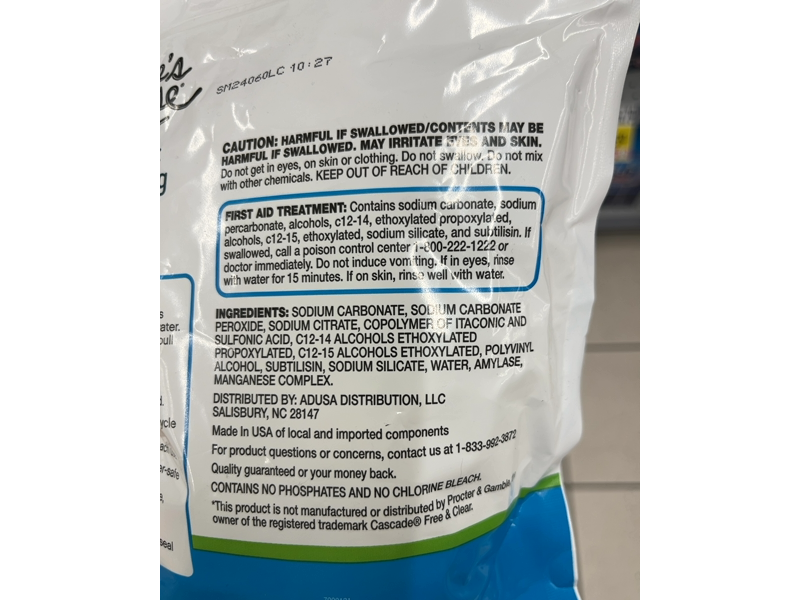 SM24060LC 10:27
CAUTION: HARMFUL IF SWALLOWED/CONTENTS MAY BE
HARMFUL IF SWALLOWED. MAY IRRITATE EYES AND SKIN.
Do not get in eyes, on skin or clothing. Do not swallow. Do not mix
with other chemicals. KEEP OUT OF REACH OF CHILDREN.
FIRST AID TREATMENT: Contains sodium carbonate, sodium
percarbonate, alcohols, c12-14, ethoxylated propoxylated,
alcohols, c12-15, ethoxylated, sodium silicate, and subtilisin. If
swallowed, call a poison control center 1-800-222-1222 or
doctor immediately. Do not induce vomiting. If in eyes, rinse
with water for 15 minutes. If on skin, rinse well with water.
INGREDIENTS: SODIUM CARBONATE, SODIUM CARBONATE
PEROXIDE, SODIUM CITRATE, COPOLYMER OF ITACONIC AND
SULFONIC ACID, C12-14 ALCOHOLS ETHOXYLATED
PROPOXYLATED, C12-15 ALCOHOLS ETHOXYLATED, POLYVINYL
ALCOHOL, SUBTILISIN, SODIUM SILICATE, WATER, AMYLASE,
MANGANESE COMPLEX.
DISTRIBUTED BY: ADUSA DISTRIBUTION, LLC
SALISBURY, NC 28147
Made In USA of local and imported components
For product questions or concerns, contact us at 1-833-992-3872
Quality guaranteed or your money back.
CONTAINS NO PHOSPHATES AND NO CHLORINE BLEACH.
*This product is not manufactured or distributed by Procter & Gamble
owner of the registered trademark Cascade® Free & Clear.